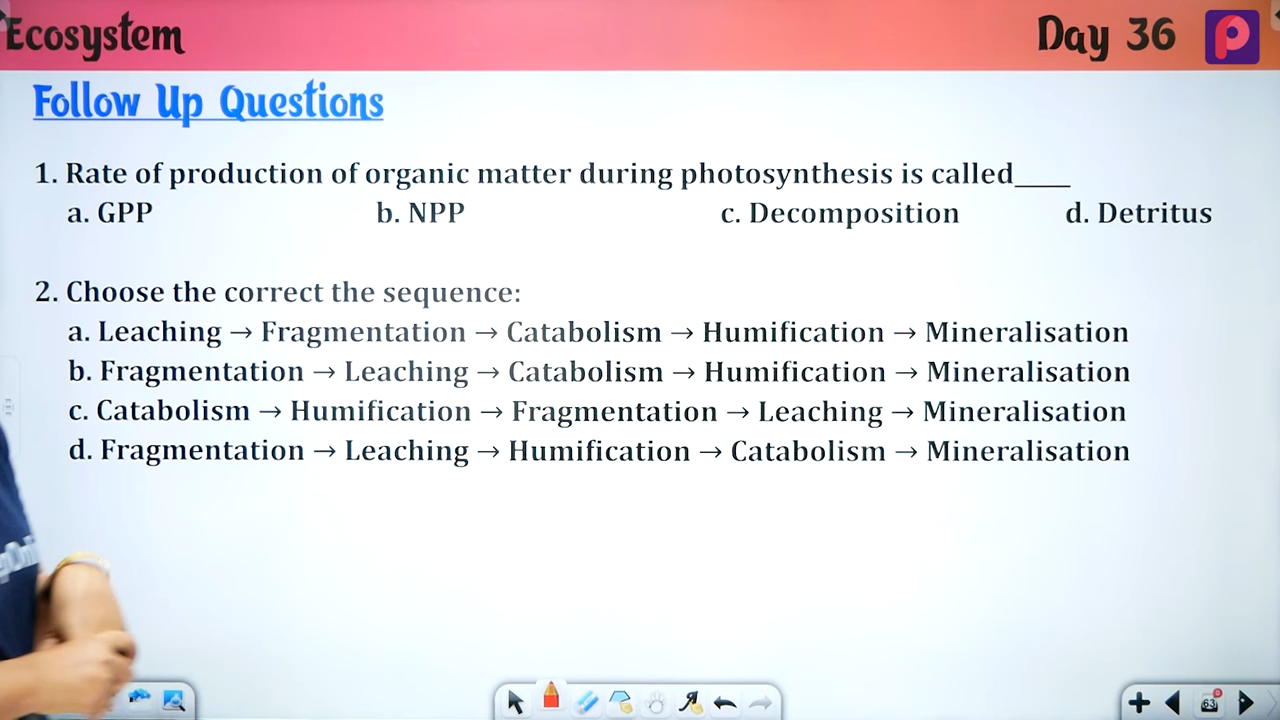 Ecosystem
Day 36
Follow Up Questions
1. Rate of production of organic matter during photosynthesis is called_____
a. GPP b. NPP c. Decomposition d. Detritus
2. Choose the correct the sequence:
a. Leaching → Fragmentation → Catabolism → Humification → Mineralisation
b. Fragmentation → Leaching → Catabolism → Humification → Mineralisation
c. Catabolism → Humification → Fragmentation → Leaching → Mineralisation
d. Fragmentation → Leaching → Humification → Catabolism → Mineralisation
63